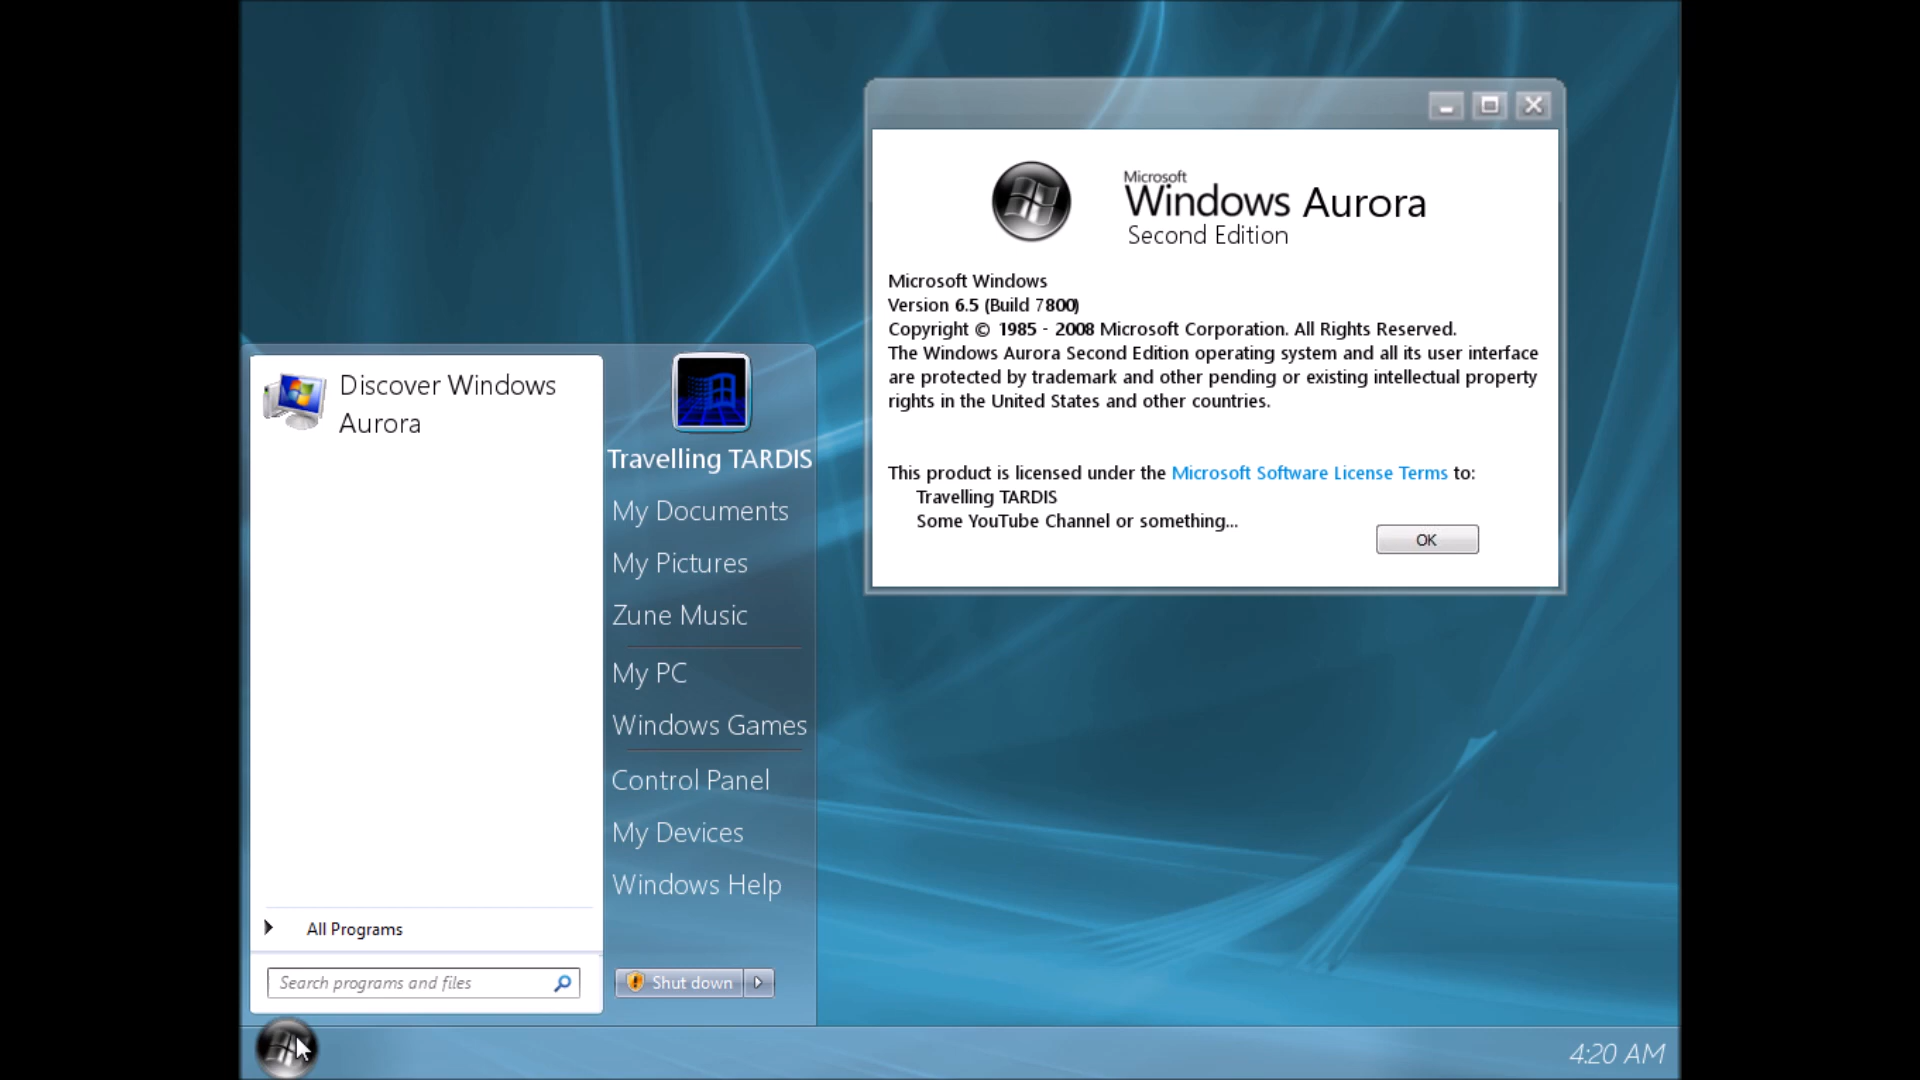 Microsoft
Windows Aurora
Second Edition
Microsoft Windows
Version 6.5 (Build 7800)
Copyright © 1985 - 2008 Microsoft Corporation. All Rights Reserved.
The Windows Aurora Second Edition operating system and all its user interface
are protected by trademark and other pending or existing intellectual property
rights in the United States and other countries.
This product is licensed under the Microsoft Software License Terms to:
Travelling TARDIS
Some YouTube Channel or something...
OK
Discover Windows
Aurora
All Programs
Search programs and files
Travelling TARDIS
My Documents
My Pictures
Zune Music
My PC
Windows Games
Control Panel
My Devices
Windows Help
Shut down
4:20 AM